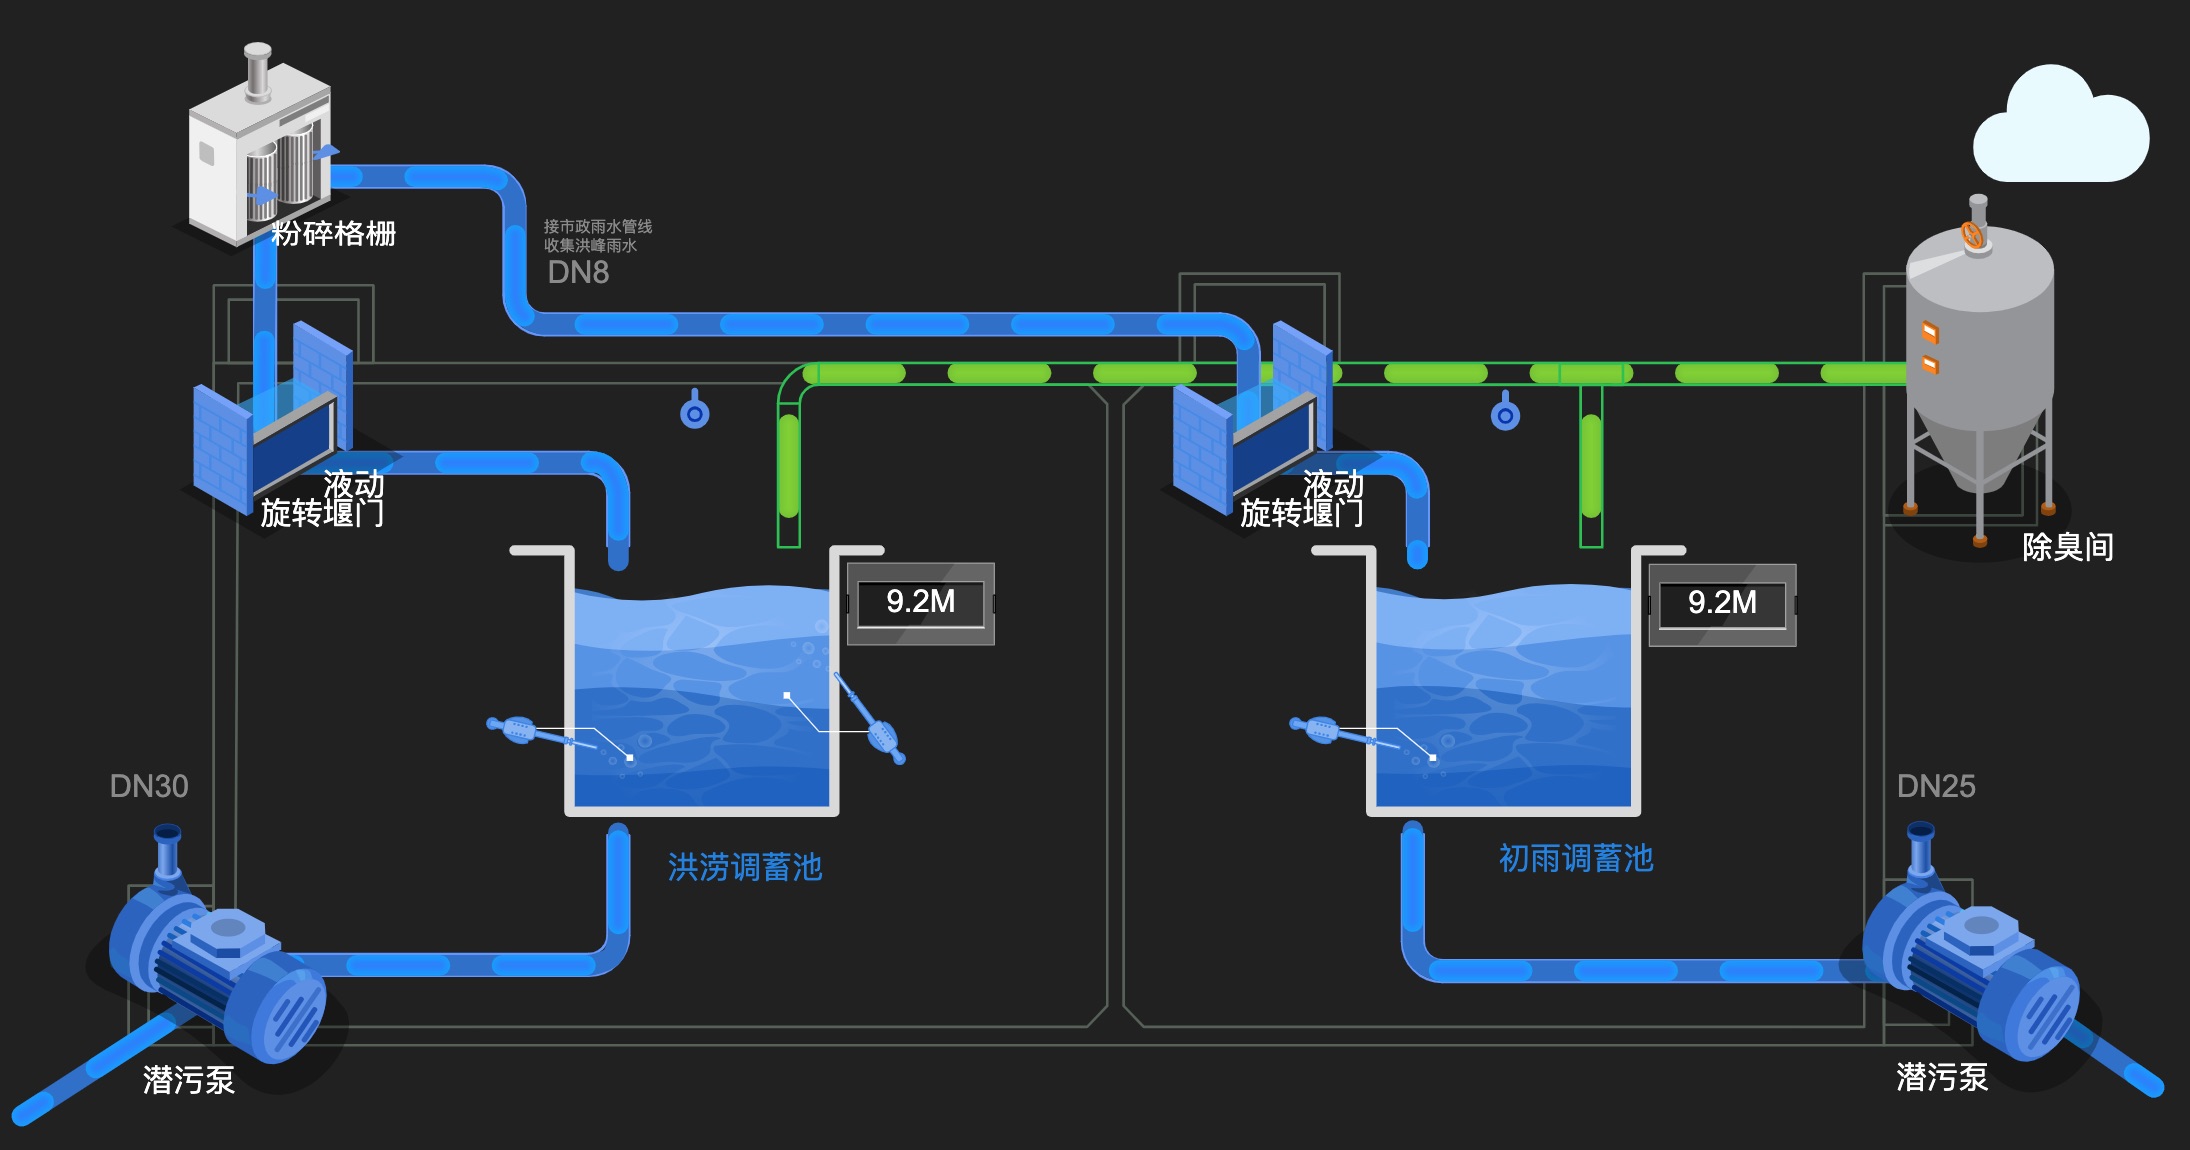 粉碎格栅
接市政雨水管线
收集洪峰雨水
DN8
液动
旋转堰门
液动
旋转堰门
除臭间
9.2M
9.2M
DN30
DN25
洪涝调蓄池
初雨调蓄池
潜污泵
潜污泵